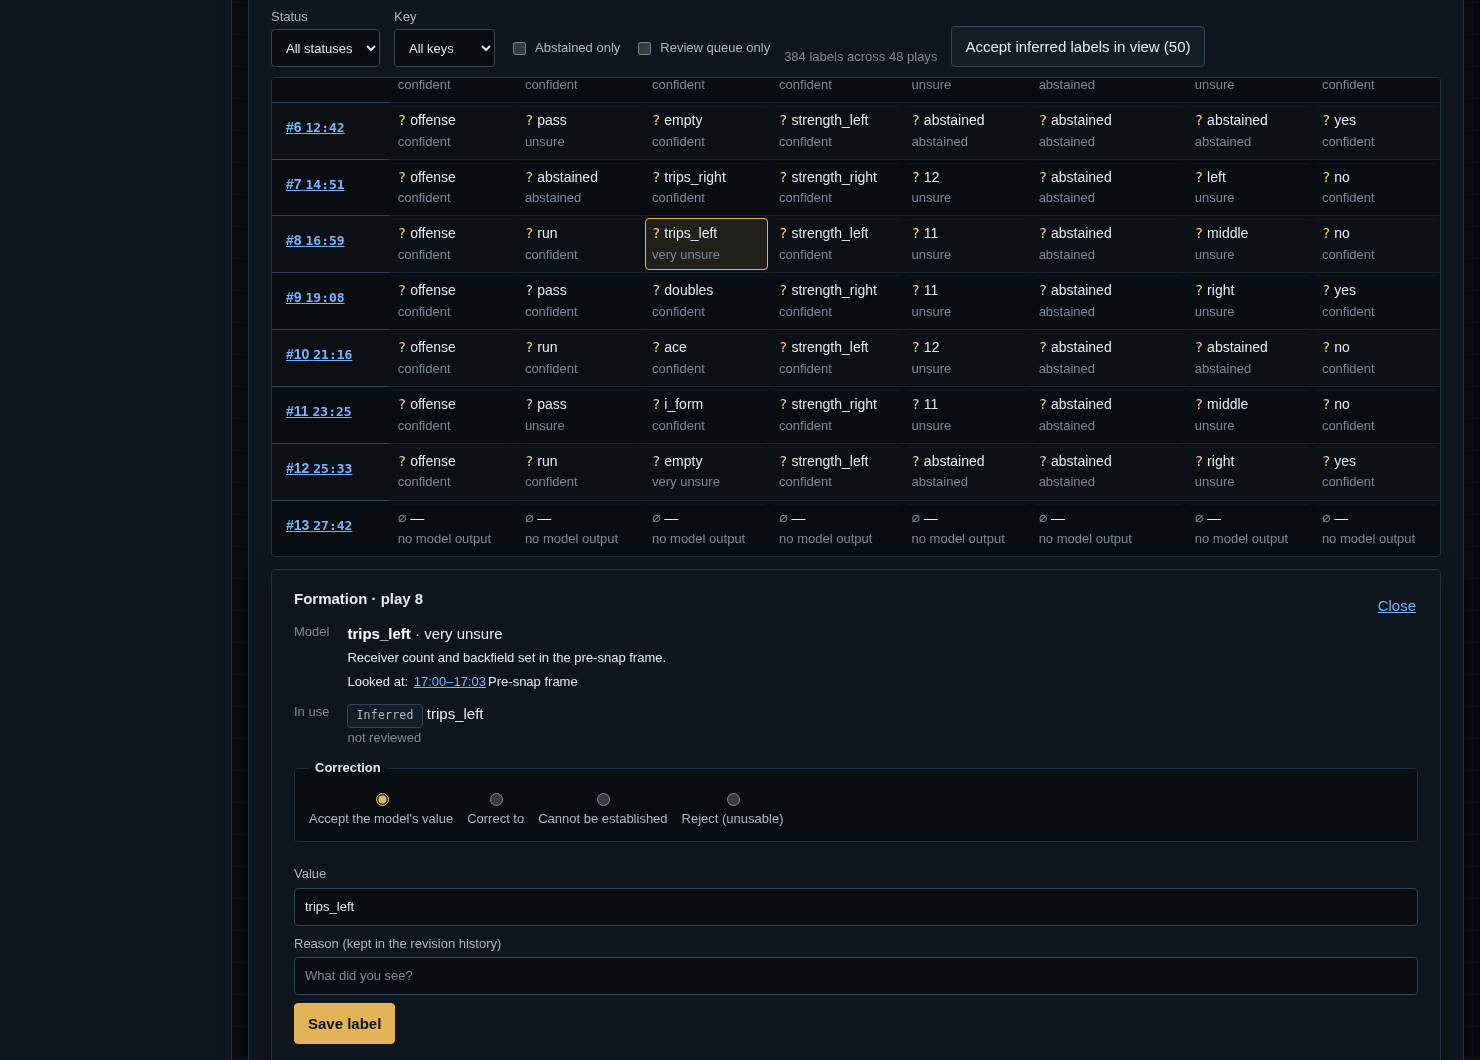 Status Key
All statuses All keys Abstained only Review queue only 384 labels across 48 plays Accept inferred labels in view (50)
confident confident confident confident unsure abstained unsure confident
#6 12:42 ? offense ? pass ? empty ? strength_left ? abstained ? abstained ? abstained ? yes
confident unsure confident confident abstained abstained abstained confident
#7 14:51 ? offense ? abstained ? trips_right ? strength_right ? 12 ? abstained ? left ? no
confident abstained confident confident unsure abstained unsure confident
#8 16:59 ? offense ? run ? trips_left ? strength_left ? 11 ? abstained ? middle ? no
confident confident very unsure confident unsure abstained unsure confident
#9 19:08 ? offense ? pass ? doubles ? strength_right ? 11 ? abstained ? right ? yes
confident confident confident confident unsure abstained unsure confident
#10 21:16 ? offense ? run ? ace ? strength_left ? 12 ? abstained ? abstained ? no
confident confident confident confident unsure abstained abstained confident
#11 23:25 ? offense ? pass ? i_form ? strength_right ? 11 ? abstained ? middle ? no
confident unsure confident confident unsure abstained unsure confident
#12 25:33 ? offense ? run ? empty ? strength_left ? abstained ? abstained ? right ? yes
confident confident very unsure confident abstained abstained unsure confident
#13 27:42 ∅ — ∅ — ∅ — ∅ — ∅ — ∅ — ∅ — ∅ —
no model output no model output no model output no model output no model output no model output no model output no model output
Formation · play 8
Close
Model trips_left · very unsure
Receiver count and backfield set in the pre-snap frame.
Looked at: 17:00–17:03 Pre-snap frame
In use Inferred trips_left
not reviewed
Correction
Accept the model's value Correct to Cannot be established Reject (unusable)
Value
trips_left
Reason (kept in the revision history)
What did you see?
Save label